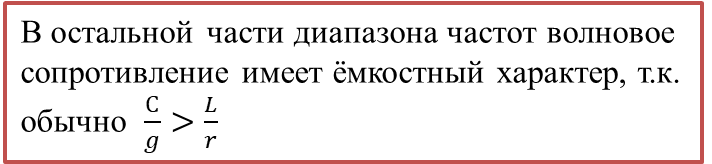 В остальной части диапазона частот волновое
сопротивление имеет ёмкостный характер, т.к.
обычно C/g > L/r